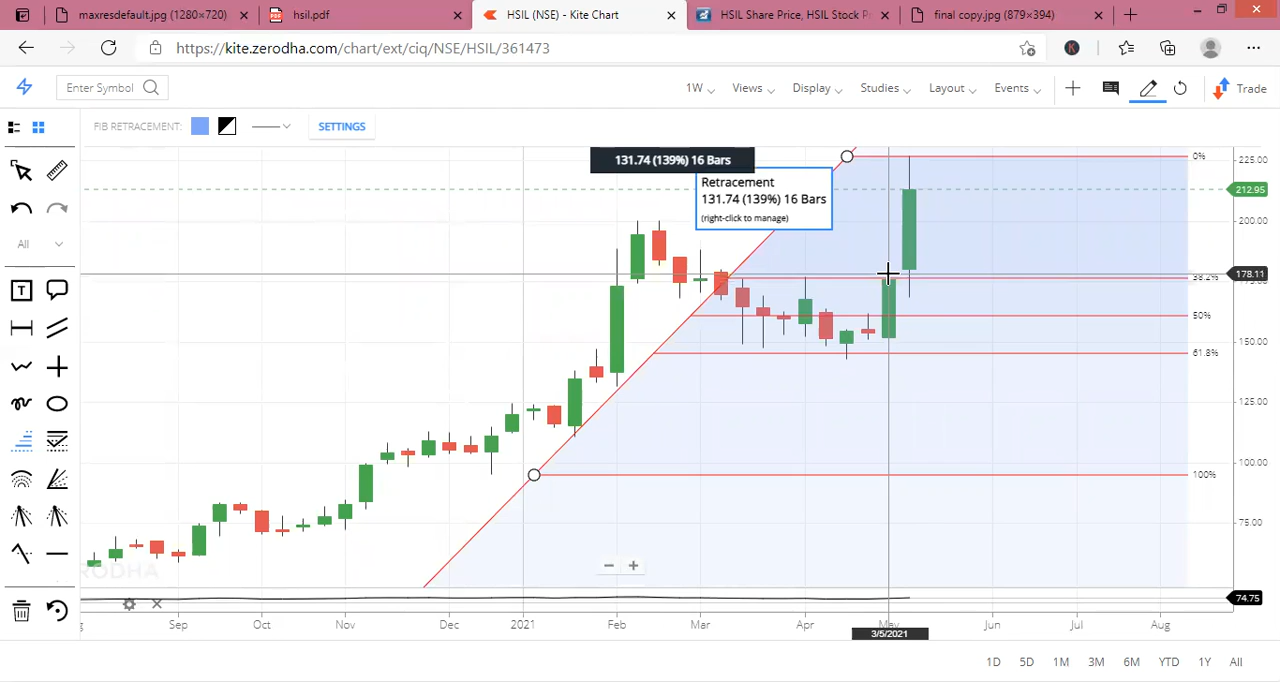 maxresdefault.jpg (1280×720)
hsil.pdf
HSIL (NSE) - Kite Chart
HSIL Share Price, HSIL Stock P
final copy.jpg (879×394)
https://kite.zerodha.com/chart/ext/ciq/NSE/HSIL/361473
K
Enter Symbol
1W
Views
Display
Studies
Layout
Events
Trade
FIB RETRACEMENT:
SETTINGS
131.74 (139%) 16 Bars
Retracement
131.74 (139%) 16 Bars
(right-click to manage)
0%
38.2%
50%
61.8%
100%
225.00
212.95
200.00
178.11
175.00
150.00
125.00
100.00
75.00
74.75
All
T
Sep
Oct
Nov
Dec
2021
Feb
Mar
Apr
May
Jun
Jul
Aug
3/5/2021
1D
5D
1M
3M
6M
YTD
1Y
All